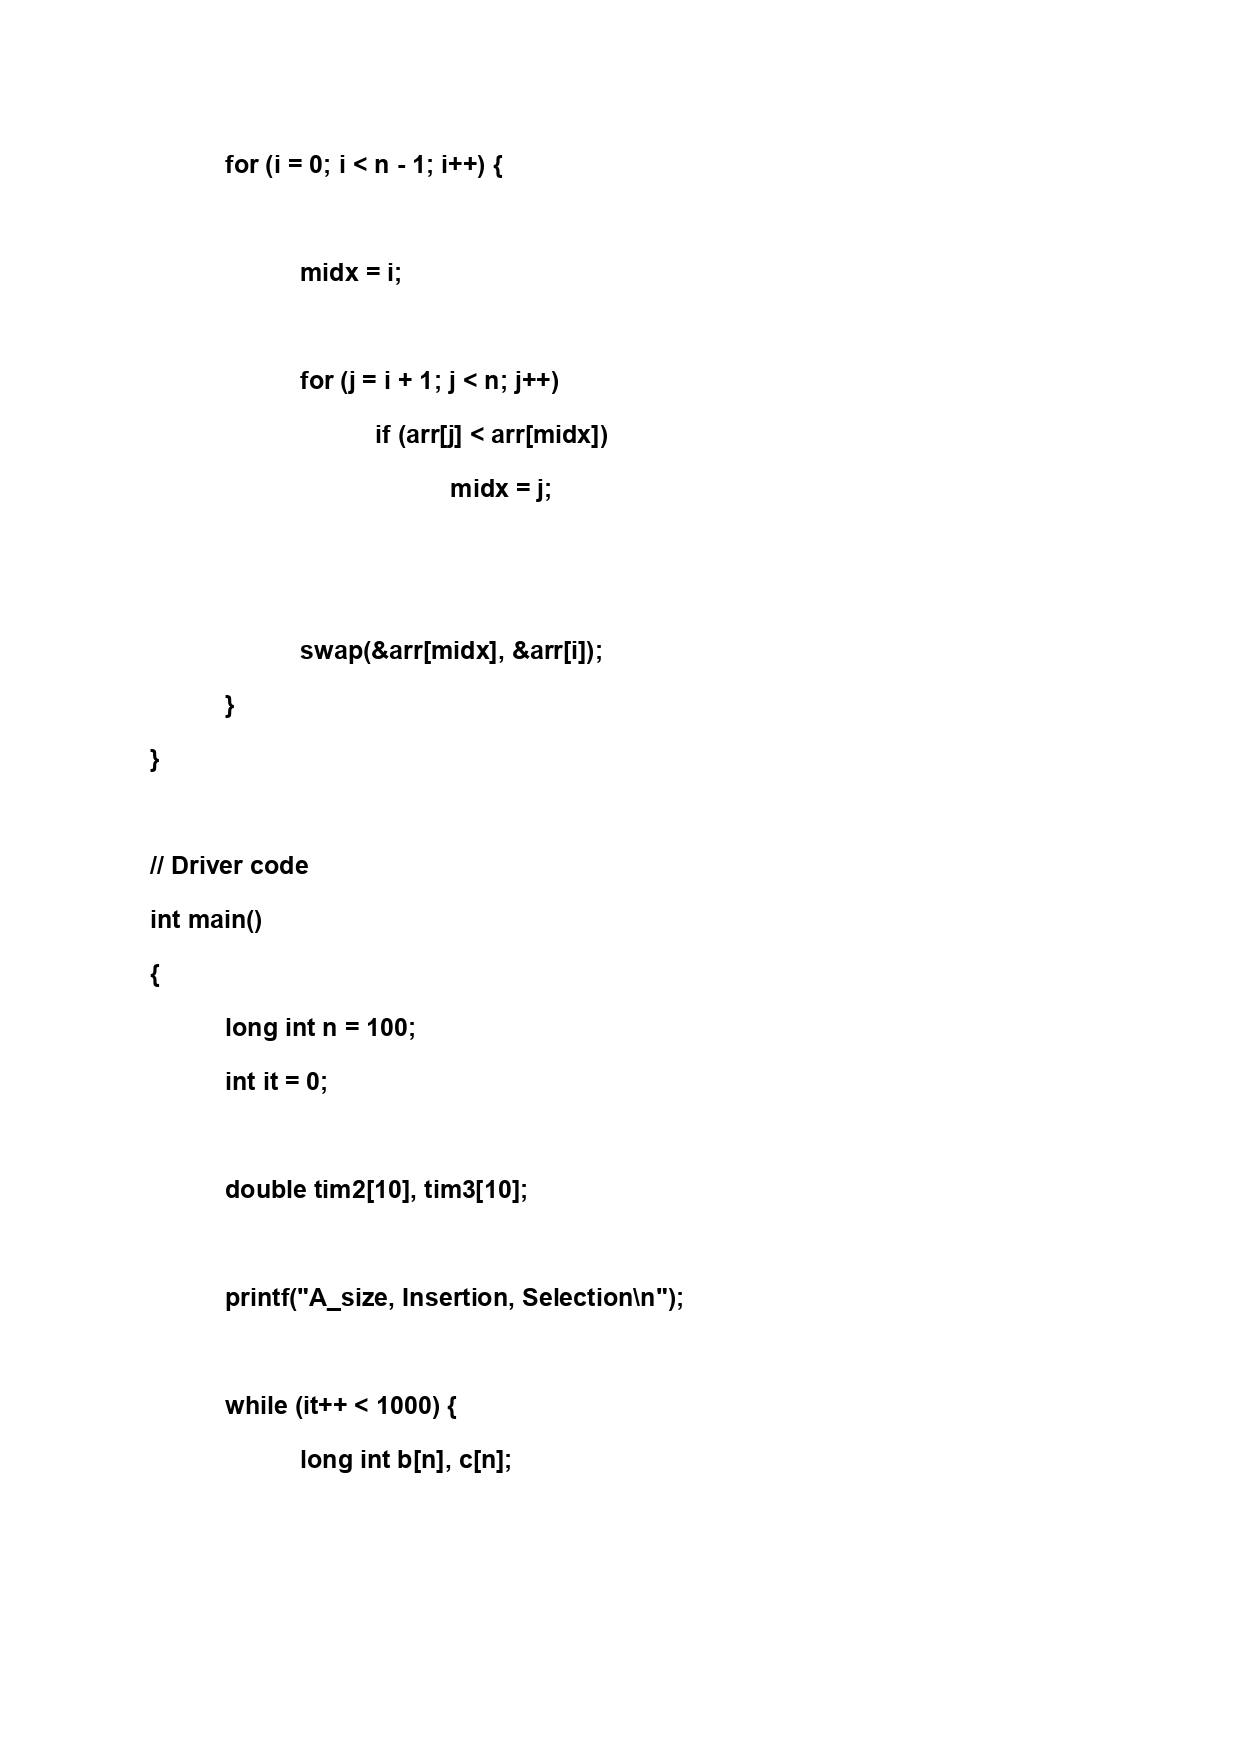 for (i = 0; i < n - 1; i++) {
midx = i;
for (j = i + 1; j < n; j++)
if (arr[j] < arr[midx])
midx = j;
swap(&arr[midx], &arr[i]);
}
}
// Driver code
int main()
{
long int n = 100;
int it = 0;
double tim2[10], tim3[10];
printf("A_size, Insertion, Selection\n");
while (it++ < 1000) {
long int b[n], c[n];